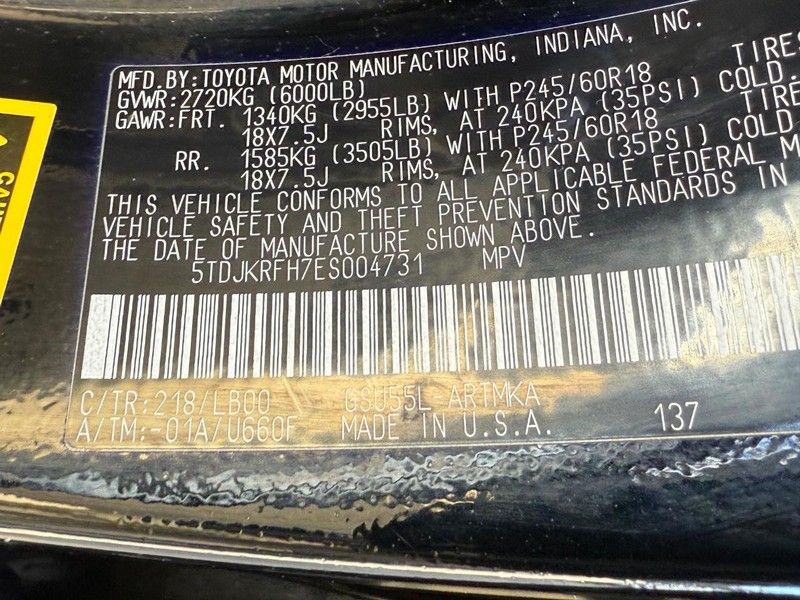 MFD.BY:TOYOTA MOTOR MANUFACTURING, INDIANA, INC.
GVWR:2720KG (6000LB)
GAWR:FRT. 1340KG (2955LB) WITH P245/60R18 TIRES
18X7.5J RIMS, AT 240KPA (35PSI) COLD.
RR. 1585KG (3505LB) WITH P245/60R18 TIRE
18X7.5J RIMS, AT 240KPA (35PSI) COLD
THIS VEHICLE CONFORMS TO ALL APPLICABLE FEDERAL M
VEHICLE SAFETY AND THEFT PREVENTION STANDARDS IN
THE DATE OF MANUFACTURE SHOWN ABOVE.
5TDJKRFH7ES004731 MPV
C/TR:218/LB00 GSU55L-ARTMKA
A/TM:-01A/U660F MADE IN U.S.A. 137